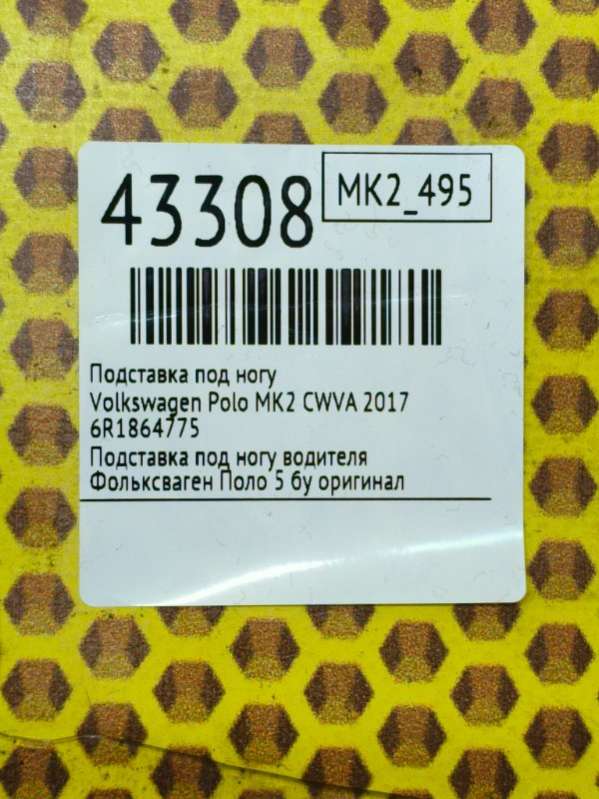 43308
MK2_495
Подставка под ногу
Volkswagen Polo MK2 CWVA 2017
6R1864775
Подставка под ногу водителя
Фольксваген Поло 5 бу оригинал